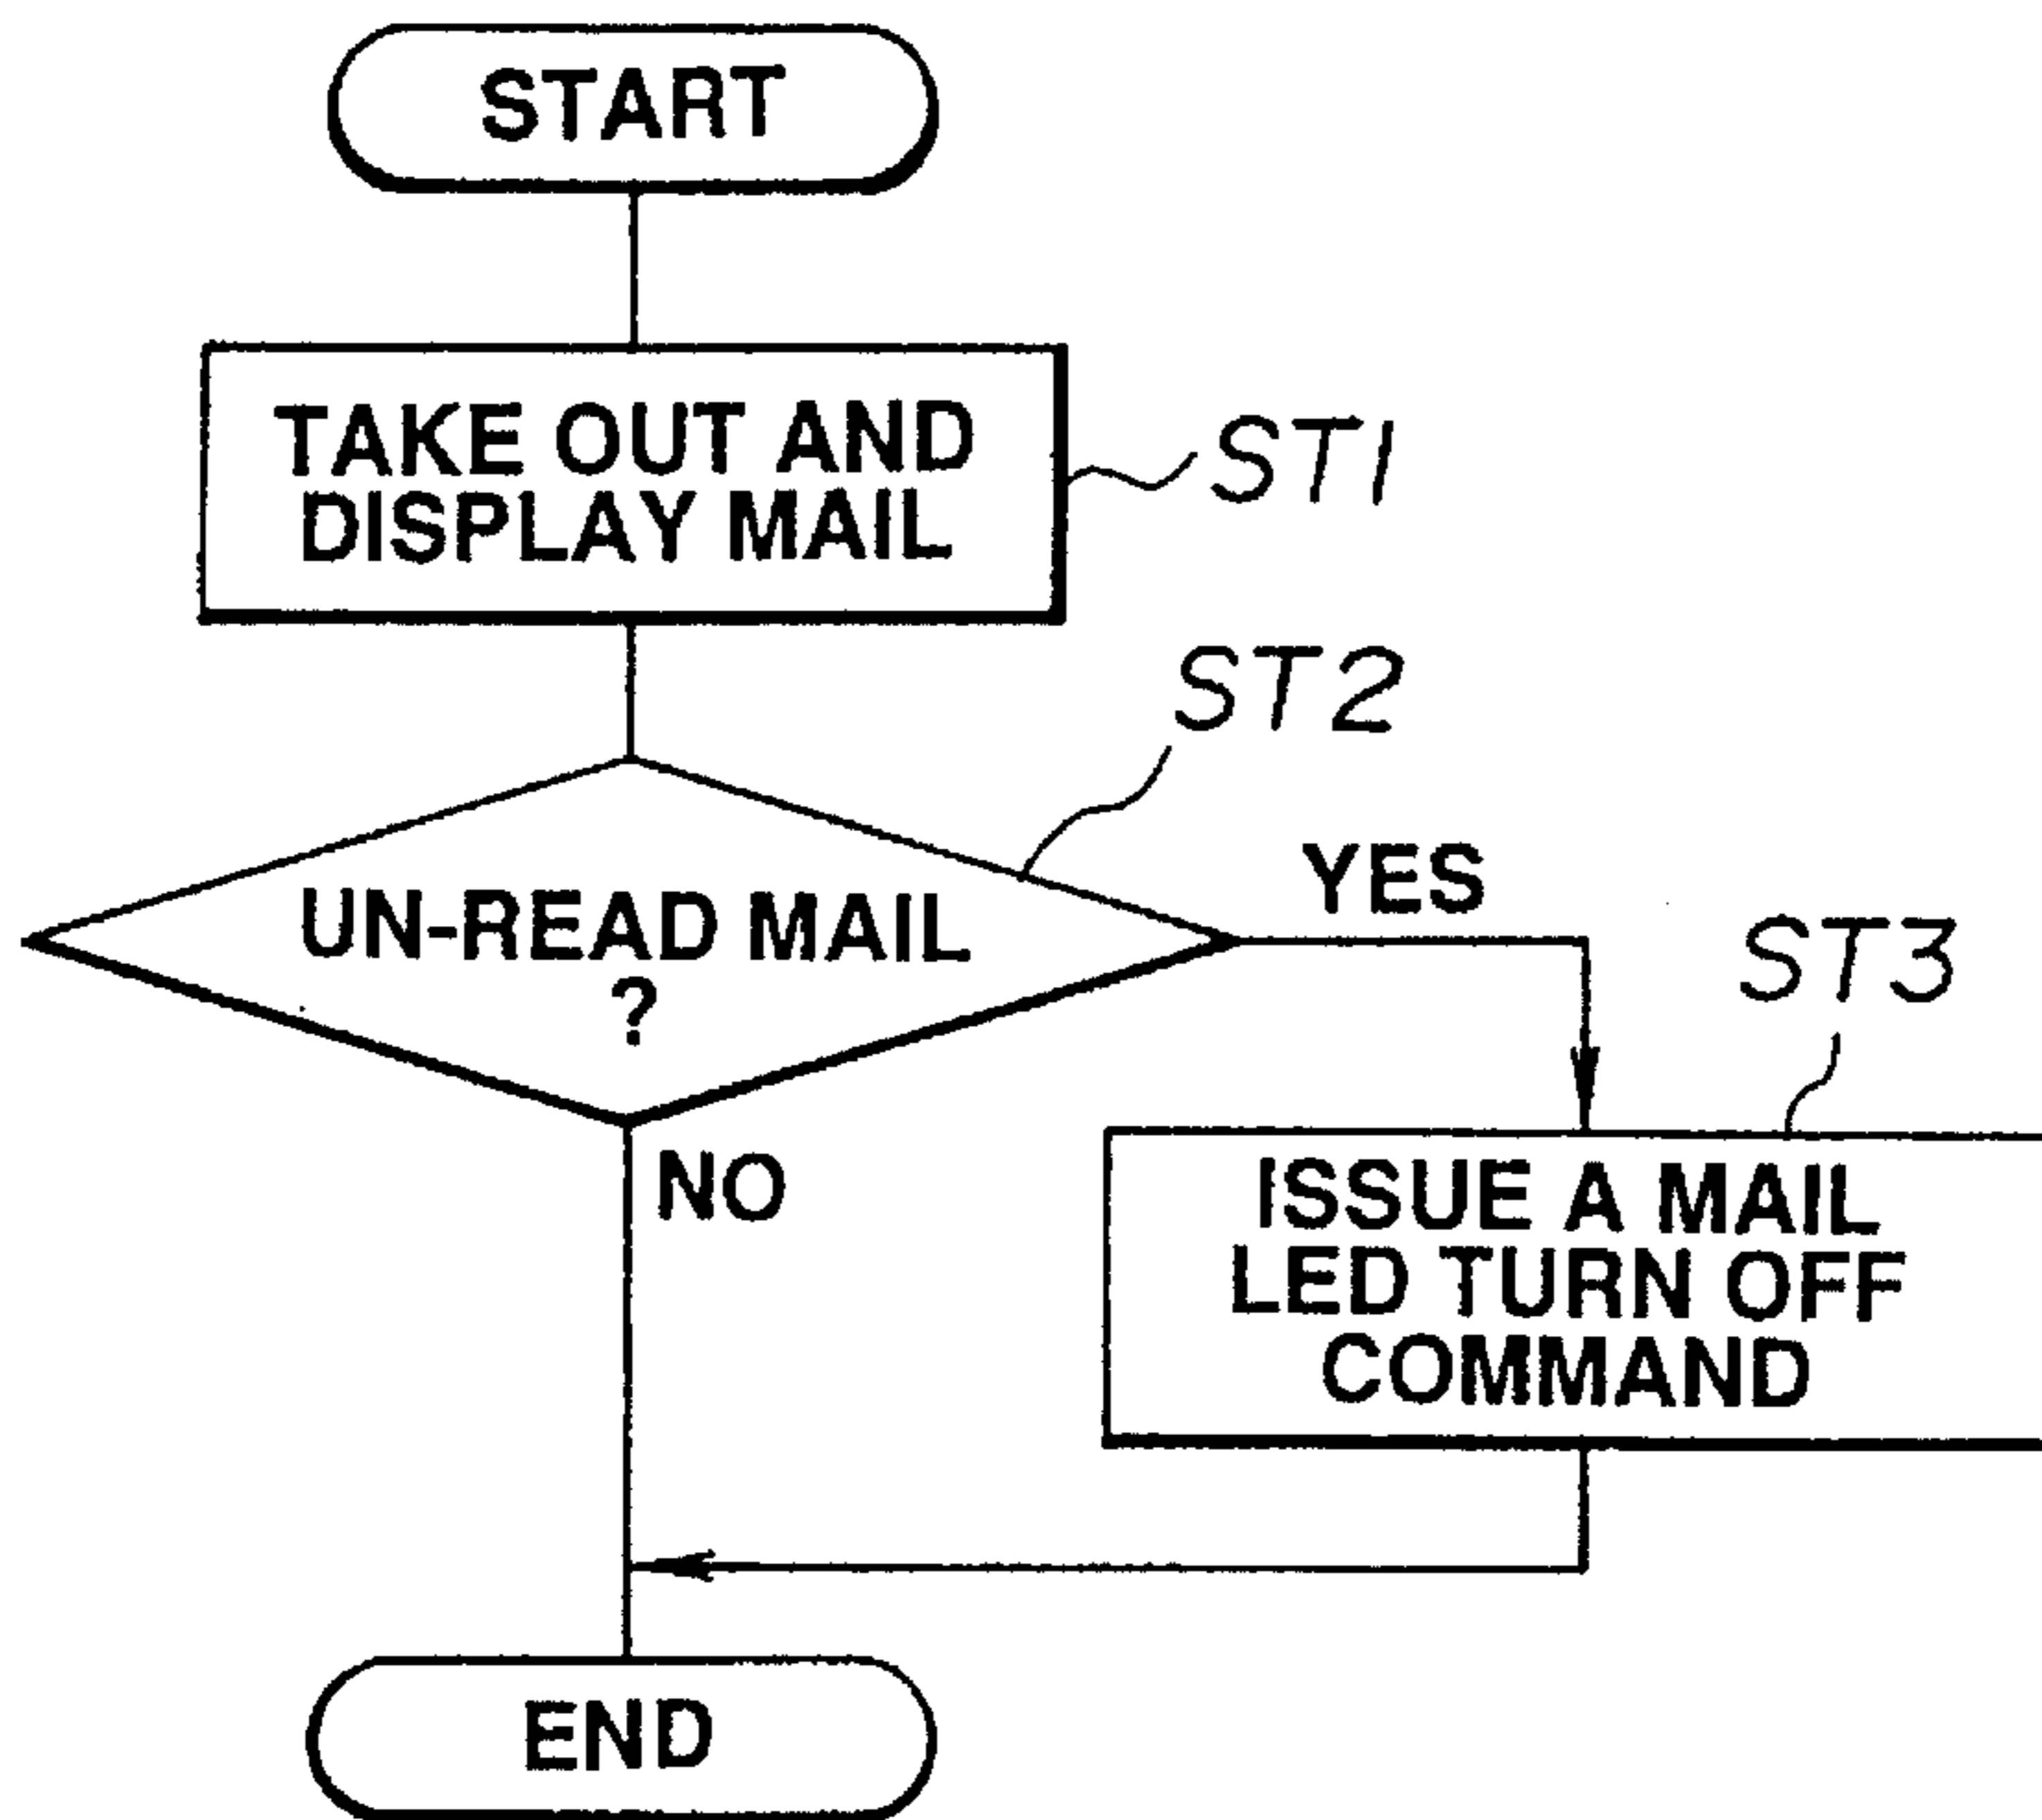 START
TAKE OUT AND
DISPLAY MAIL
ST1
ST2
UN-READ MAIL
?
YES
NO
ST3
ISSUE A MAIL
LED TURN OFF
COMMAND
END